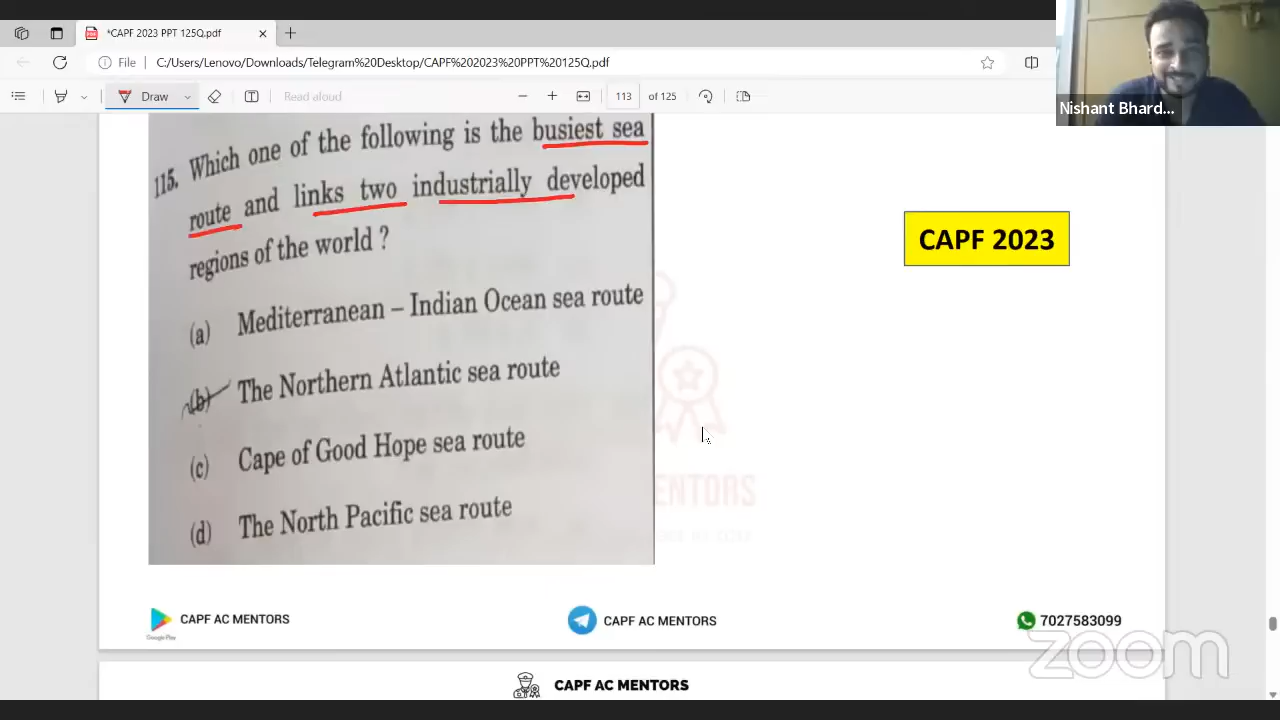 *CAPF 2023 PPT 125Q.pdf
File
C:/Users/Lenovo/Downloads/Telegram%20Desktop/CAPF%202023%20PPT%20125Q.pdf
Draw
Read aloud
113 of 125
Nishant Bhard...
115. Which one of the following is the busiest sea
route and links two industrially developed
regions of the world ?
(a) Mediterranean – Indian Ocean sea route
(b) The Northern Atlantic sea route
(c) Cape of Good Hope sea route
(d) The North Pacific sea route
CAPF 2023
ENTORS
Google Play
CAPF AC MENTORS
CAPF AC MENTORS
7027583099
zoom
CAPF AC MENTORS